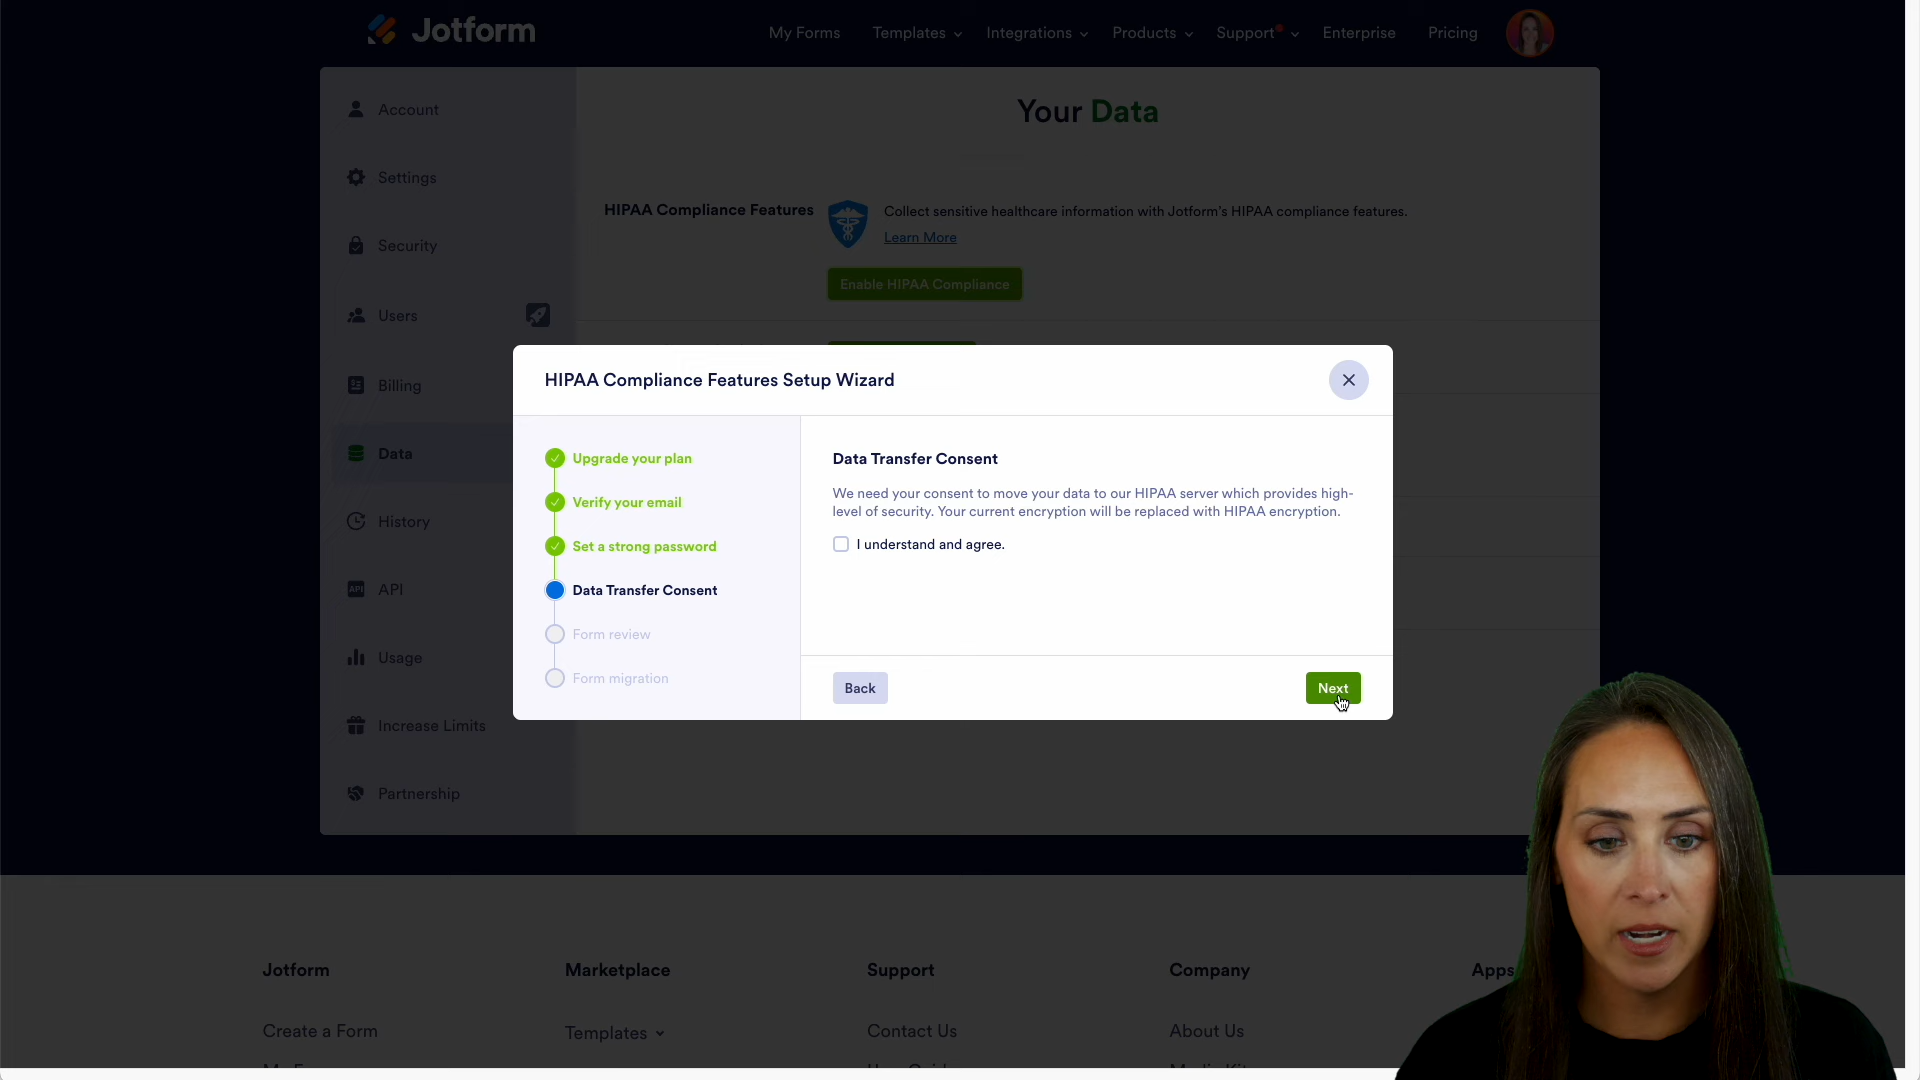 Jotform
My Forms
Templates
Integrations
Products
Support
Enterprise
Pricing
Account
Settings
Security
Users
Billing
Data
History
API
API
Usage
Increase Limits
Partnership
Your Data
HIPAA Compliance Features
Collect sensitive healthcare information with Jotform's HIPAA compliance features.
Learn More
Enable HIPAA Compliance
HIPAA Compliance Features Setup Wizard
Upgrade your plan
Verify your email
Set a strong password
Data Transfer Consent
Form review
Form migration
Data Transfer Consent
We need your consent to move your data to our HIPAA server which provides high-
level of security. Your current encryption will be replaced with HIPAA encryption.
I understand and agree.
Back
Next
Jotform
Create a Form
Marketplace
Templates
Support
Contact Us
Company
About Us
Apps